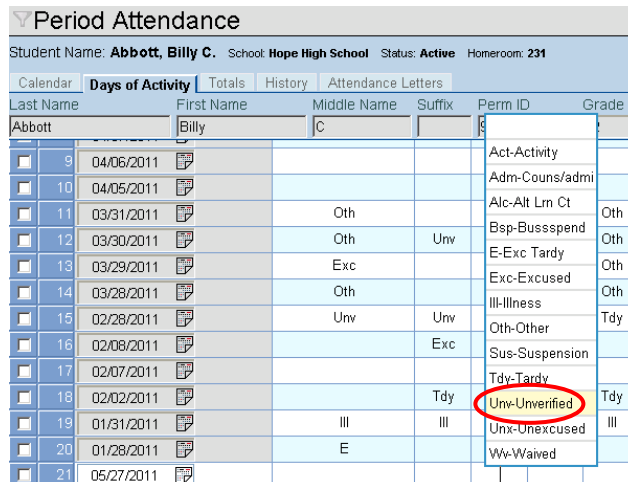 Period Attendance
Student Name: Abbott, Billy C. School: Hope High School Status: Active Homeroom: 231
Calendar Days of Activity Totals History Attendance Letters
Last Name First Name Middle Name Suffix Perm ID Grade
Abbott Billy C
9 04/06/2011
10 04/05/2011
11 03/31/2011 Oth Oth
12 03/30/2011 Oth Unv Oth
13 03/29/2011 Exc Oth
14 03/28/2011 Oth Oth
15 02/28/2011 Unv Unv Tdy
16 02/08/2011 Exc
17 02/07/2011
18 02/02/2011 Tdy Tdy
19 01/31/2011 Ill Ill Ill
20 01/28/2011 E
21 05/27/2011
Act-Activity
Adm-Couns/admi
Alc-Alt Lrn Ct
Bsp-Bussspend
E-Exc Tardy
Exc-Excused
Ill-Illness
Oth-Other
Sus-Suspension
Tdy-Tardy
Unv-Unverified
Unx-Unexcused
Wv-Waived